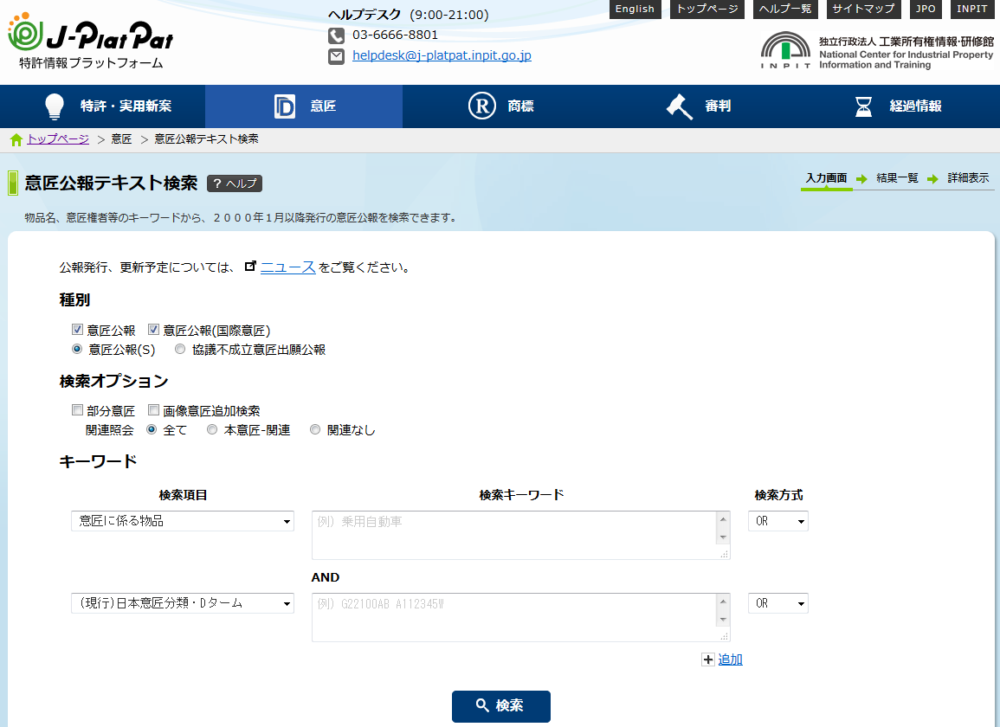 English トップページ ヘルプ一覧 サイトマップ JPO INPIT
J-PlatPat
特許情報プラットフォーム
ヘルプデスク (9:00-21:00)
03-6666-8801
helpdesk@j-platpat.inpit.go.jp
INPIT
独立行政法人 工業所有権情報・研修館
National Center for Industrial Property
Information and Training
特許・実用新案 D 意匠 R 商標 審判 経過情報
トップページ > 意匠 > 意匠公報テキスト検索
意匠公報テキスト検索 ? ヘルプ
入力画面 結果一覧 詳細表示
物品名、意匠権者等のキーワードから、２０００年１月以降発行の意匠公報を検索できます。
公報発行、更新予定については、 ニュースをご覧ください。
種別
意匠公報 意匠公報(国際意匠)
意匠公報(S) 協議不成立意匠出願公報
検索オプション
部分意匠 画像意匠追加検索
関連照会 全て 本意匠-関連 関連なし
キーワード
検索項目 検索キーワード 検索方式
意匠に係る物品 例）乗用自動車 OR
AND
(現行)日本意匠分類・Dターム 例）G22100AB A112345W OR
追加
検索